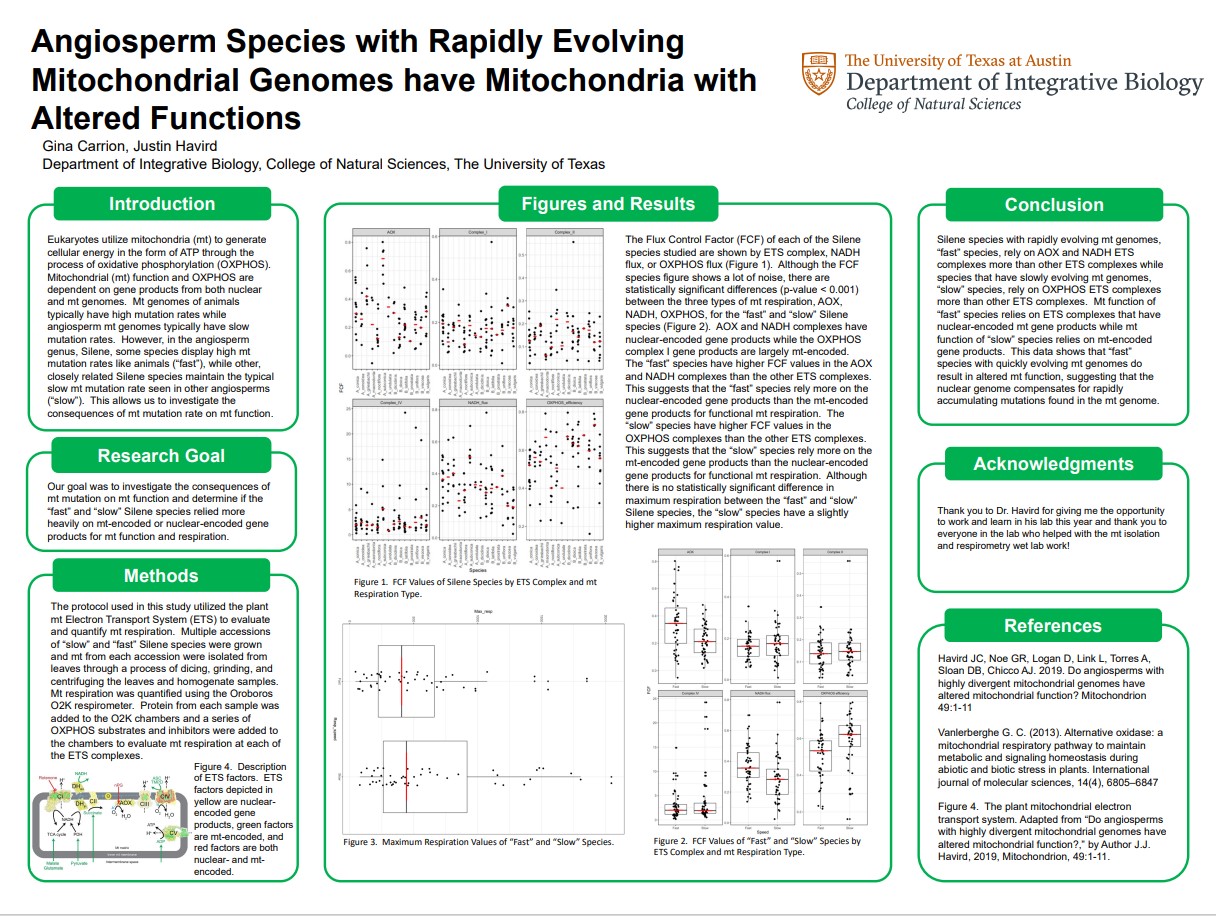 Angiosperm Species with Rapidly Evolving
Mitochondrial Genomes have Mitochondria with
Altered Functions
Gina Carrion, Justin Havird
Department of Integrative Biology, College of Natural Sciences, The University of Texas
The University of Texas at Austin
Department of Integrative Biology
College of Natural Sciences
Introduction
Eukaryotes utilize mitochondria (mt) to generate
cellular energy in the form of ATP through the
process of oxidative phosphorylation (OXPHOS).
Mitochondrial (mt) function and OXPHOS are
dependent on gene products from both nuclear
and mt genomes. Mt genomes of animals
typically have high mutation rates while
angiosperm mt genomes typically have slow
mutation rates. However, in the angiosperm
genus, Silene, some species display high mt
mutation rates like animals (“fast”), while other,
closely related Silene species maintain the typical
slow mt mutation rate seen in other angiosperms
(“slow”). This allows us to investigate the
consequences of mt mutation rate on mt function.
Research Goal
Our goal was to investigate the consequences of
mt mutation on mt function and determine if the
“fast” and “slow” Silene species relied more
heavily on mt-encoded or nuclear-encoded gene
products for mt function and respiration.
Methods
The protocol used in this study utilized the plant
mt Electron Transport System (ETS) to evaluate
and quantify mt respiration. Multiple accessions
of “slow” and “fast” Silene species were grown
and mt from each accession were isolated from
leaves through a process of dicing, grinding, and
centrifuging the leaves and homogenate samples.
Mt respiration was quantified using the Oroboros
O2K respirometer. Protein from each sample was
added to the O2K chambers and a series of
OXPHOS substrates and inhibitors were added to
the chambers to evaluate mt respiration at each of
the ETS complexes.
Figure 4. Description
of ETS factors. ETS
factors depicted in
yellow are nuclear-
encoded gene
products, green factors
are mt-encoded, and
red factors are both
nuclear- and mt-
encoded.
NADH
CI
CII
AOX
CIII
CIV
CV
TCA cycle
PDH
Pyruvate
Glutamate
ATP
ADP
Figures and Results
AOX
Complex_I
Complex_II
FCF
Complex_IV
NADH_flux
OXPHOS_efficiency
Species
Figure 1. FCF Values of Silene Species by ETS Complex and mt
Respiration Type.
Max_resp
Figure 3. Maximum Respiration Values of “Fast” and “Slow” Species.
The Flux Control Factor (FCF) of each of the Silene
species studied are shown by ETS complex, NADH
flux, or OXPHOS flux (Figure 1). Although the FCF
species figure shows a lot of noise, there are
statistically significant differences (p-value < 0.001)
between the three types of mt respiration, AOX,
NADH, OXPHOS, for the “fast” and “slow” Silene
species (Figure 2). AOX and NADH complexes have
nuclear-encoded gene products while the OXPHOS
complex I gene products are largely mt-encoded.
The “fast” species have higher FCF values in the AOX
and NADH complexes than the other ETS complexes.
This suggests that the “fast” species rely more on the
nuclear-encoded gene products than the mt-encoded
gene products for functional mt respiration. The
“slow” species have higher FCF values in the
OXPHOS complexes than the other ETS complexes.
This suggests that the “slow” species rely more on the
mt-encoded gene products than the nuclear-encoded
gene products for functional mt respiration. Although
there is no statistically significant difference in
maximum respiration between the “fast” and “slow”
Silene species, the “slow” species have a slightly
higher maximum respiration value.
AOX
Complex I
Complex II
FCF
Complex IV
NADH flux
OXPHOS efficiency
Fast
Slow
Fast
Slow
Fast
Slow
Speed
Figure 2. FCF Values of “Fast” and “Slow” Species by
ETS Complex and mt Respiration Type.
Conclusion
Silene species with rapidly evolving mt genomes,
“fast” species, rely on AOX and NADH ETS
complexes more than other ETS complexes while
species that have slowly evolving mt genomes,
“slow” species, rely on OXPHOS ETS complexes
more than other ETS complexes. Mt function of
“fast” species relies on ETS complexes that have
nuclear-encoded mt gene products while mt
function of “slow” species relies on mt-encoded
gene products. This data shows that “fast”
species with quickly evolving mt genomes do
result in altered mt function, suggesting that the
nuclear genome compensates for rapidly
accumulating mutations found in the mt genome.
Acknowledgments
Thank you to Dr. Havird for giving me the opportunity
to work and learn in his lab this year and thank you to
everyone in the lab who helped with the mt isolation
and respirometry wet lab work!
References
Havird JC, Noe GR, Logan D, Link L, Torres A,
Sloan DB, Chicco AJ. 2019. Do angiosperms with
highly divergent mitochondrial genomes have
altered mitochondrial function? Mitochondrion
49:1-11
Vanlerberghe G. C. (2013). Alternative oxidase: a
mitochondrial respiratory pathway to maintain
metabolic and signaling homeostasis during
abiotic and biotic stress in plants. International
journal of molecular sciences, 14(4), 6805–6847
Figure 4. The plant mitochondrial electron
transport system. Adapted from “Do angiosperms
with highly divergent mitochondrial genomes have
altered mitochondrial function?,” by Author J.J.
Havird, 2019, Mitochondrion, 49:1-11.